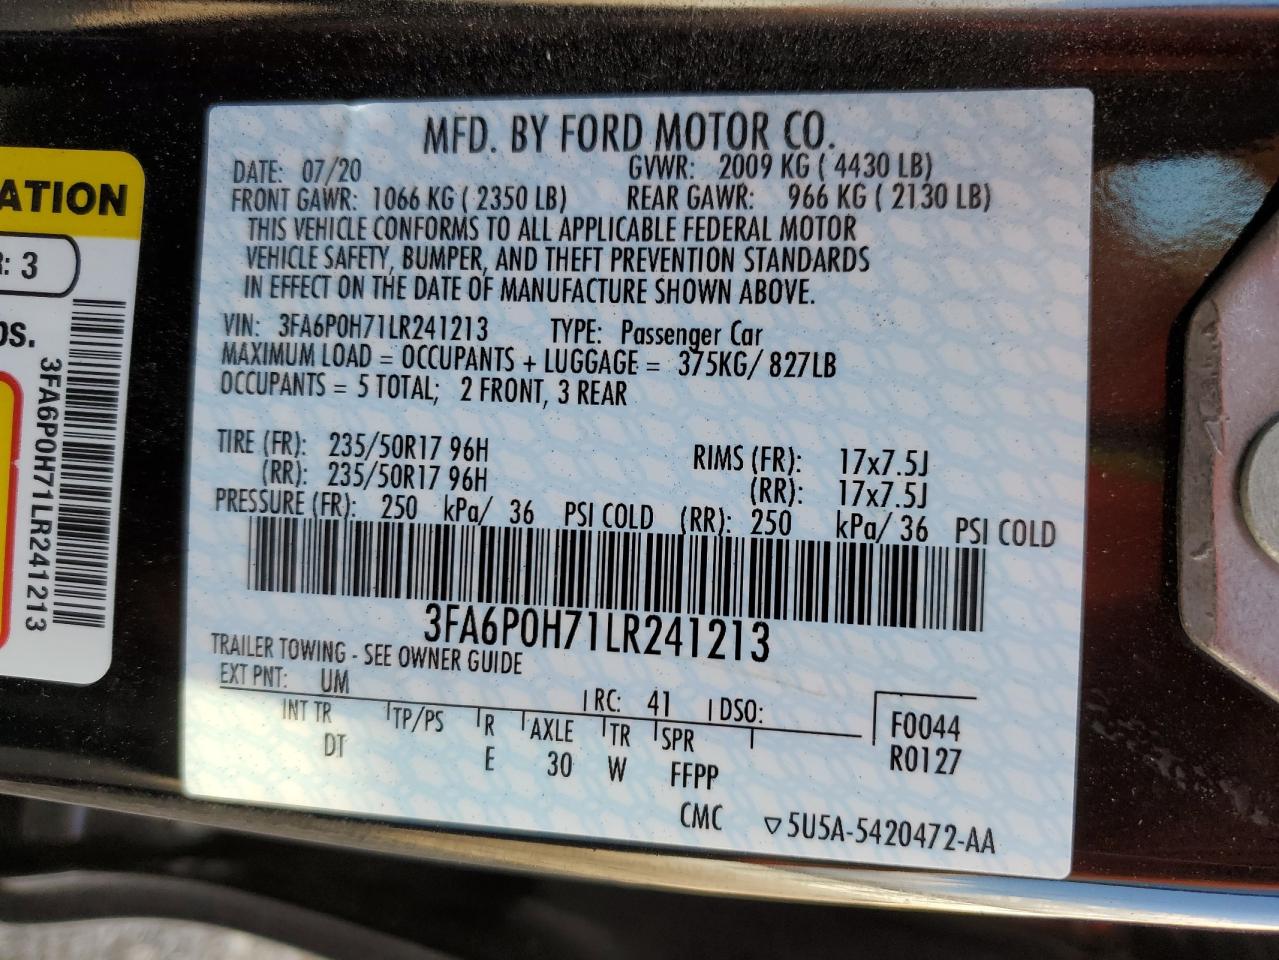 MFD. BY FORD MOTOR CO.
DATE: 07/20 GVWR: 2009 KG ( 4430 LB)
FRONT GAWR: 1066 KG ( 2350 LB) REAR GAWR: 966 KG ( 2130 LB)
THIS VEHICLE CONFORMS TO ALL APPLICABLE FEDERAL MOTOR
VEHICLE SAFETY, BUMPER, AND THEFT PREVENTION STANDARDS
IN EFFECT ON THE DATE OF MANUFACTURE SHOWN ABOVE.
VIN: 3FA6P0H71LR241213 TYPE: Passenger Car
MAXIMUM LOAD = OCCUPANTS + LUGGAGE = 375KG/ 827LB
OCCUPANTS = 5 TOTAL; 2 FRONT, 3 REAR
TIRE (FR): 235/50R17 96H RIMS (FR): 17x7.5J
(RR): 235/50R17 96H (RR): 17x7.5J
PRESSURE (FR): 250 kPa/ 36 PSI COLD (RR): 250 kPa/ 36 PSI COLD
3FA6P0H71LR241213
TRAILER TOWING - SEE OWNER GUIDE
EXT PNT: UM RC: 41 DSO:
INT TR TP/PS R AXLE TR SPR F0044
DT E 30 W FFPP R0127
CMC ▽5U5A-5420472-AA
ATION
: 3
OS.
3FA6P0H71LR241213